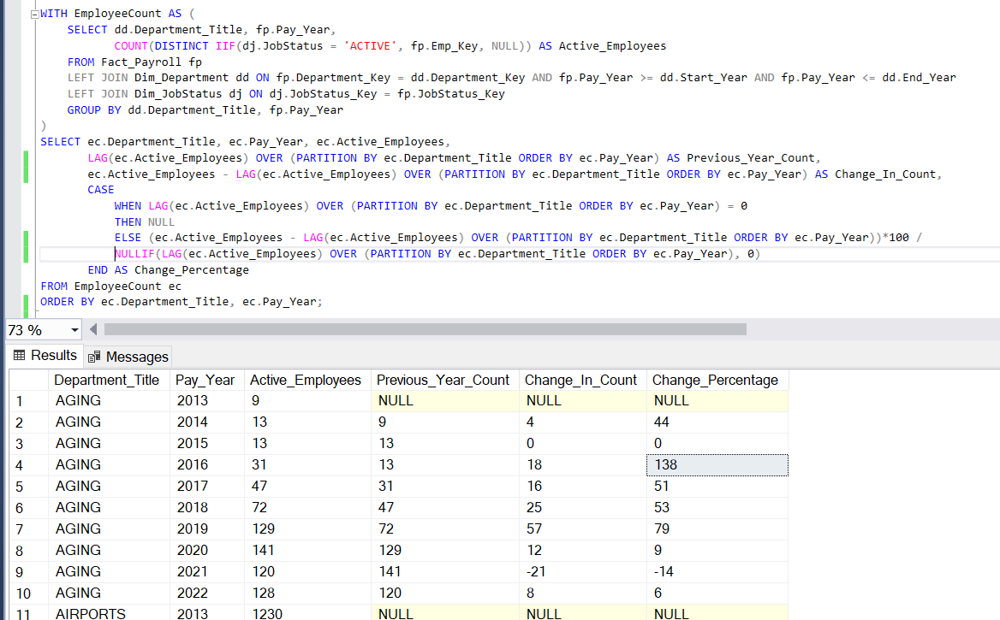 WITH EmployeeCount AS (
SELECT dd.Department_Title, fp.Pay_Year,
COUNT(DISTINCT IIF(dj.JobStatus = 'ACTIVE', fp.Emp_Key, NULL)) AS Active_Employees
FROM Fact_Payroll fp
LEFT JOIN Dim_Department dd ON fp.Department_Key = dd.Department_Key AND fp.Pay_Year >= dd.Start_Year AND fp.Pay_Year <= dd.End_Year
LEFT JOIN Dim_JobStatus dj ON dj.JobStatus_Key = fp.JobStatus_Key
GROUP BY dd.Department_Title, fp.Pay_Year
)
SELECT ec.Department_Title, ec.Pay_Year, ec.Active_Employees,
LAG(ec.Active_Employees) OVER (PARTITION BY ec.Department_Title ORDER BY ec.Pay_Year) AS Previous_Year_Count,
ec.Active_Employees - LAG(ec.Active_Employees) OVER (PARTITION BY ec.Department_Title ORDER BY ec.Pay_Year) AS Change_In_Count,
CASE
WHEN LAG(ec.Active_Employees) OVER (PARTITION BY ec.Department_Title ORDER BY ec.Pay_Year) = 0
THEN NULL
ELSE (ec.Active_Employees - LAG(ec.Active_Employees) OVER (PARTITION BY ec.Department_Title ORDER BY ec.Pay_Year))*100 /
NULLIF(LAG(ec.Active_Employees) OVER (PARTITION BY ec.Department_Title ORDER BY ec.Pay_Year), 0)
END AS Change_Percentage
FROM EmployeeCount ec
ORDER BY ec.Department_Title, ec.Pay_Year;
73 %
Results Messages
Department_Title Pay_Year Active_Employees Previous_Year_Count Change_In_Count Change_Percentage
1 AGING 2013 9 NULL NULL NULL
2 AGING 2014 13 9 4 44
3 AGING 2015 13 13 0 0
4 AGING 2016 31 13 18 138
5 AGING 2017 47 31 16 51
6 AGING 2018 72 47 25 53
7 AGING 2019 129 72 57 79
8 AGING 2020 141 129 12 9
9 AGING 2021 120 141 -21 -14
10 AGING 2022 128 120 8 6
11 AIRPORTS 2013 1230 NULL NULL NULL